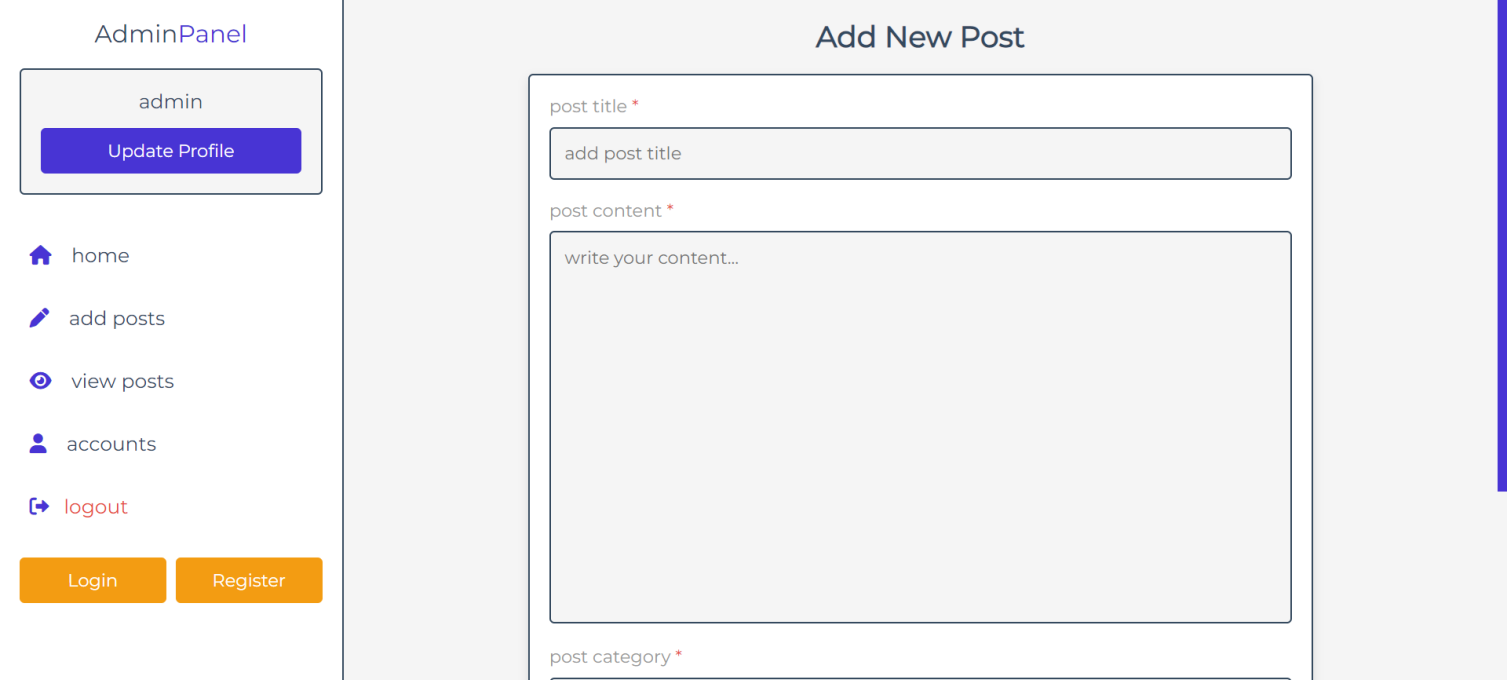 AdminPanel
admin
Update Profile
home
add posts
view posts
accounts
logout
Login
Register
Add New Post
post title *
add post title
post content *
write your content...
post category *